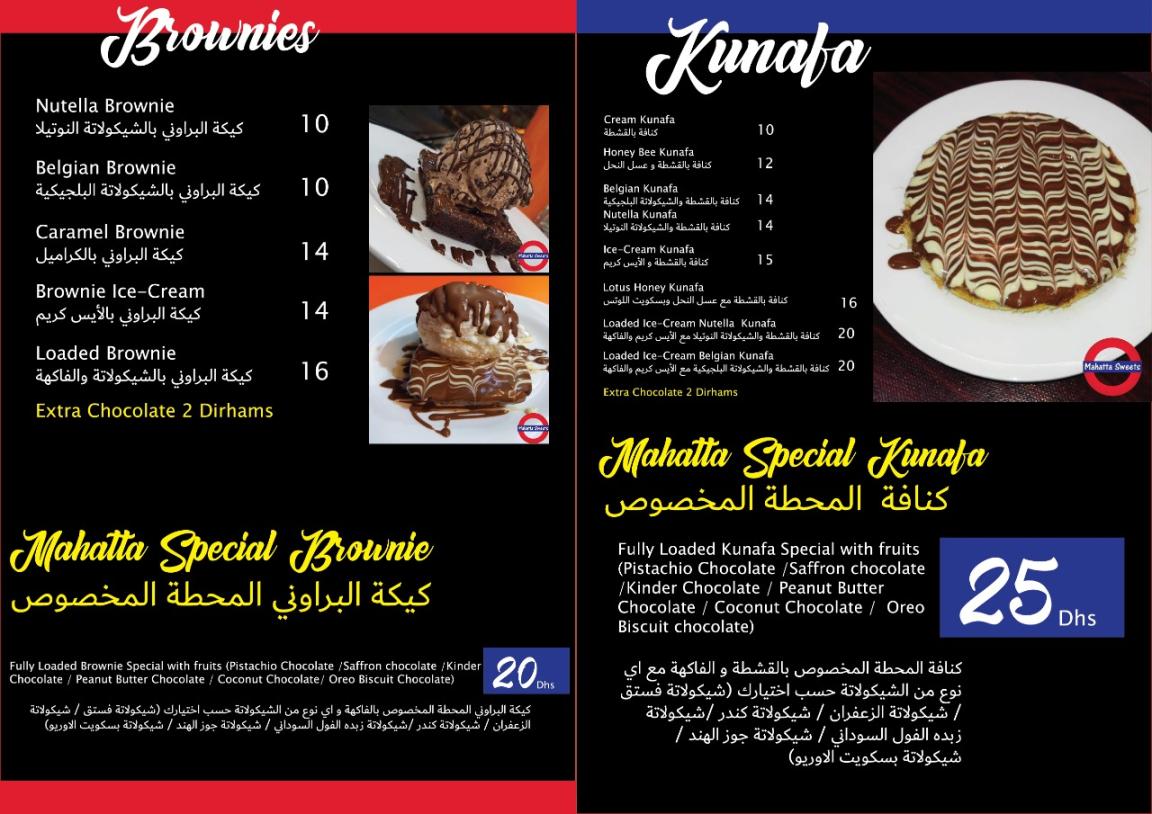 Brownies
Nutella Brownie
كيكة البراوني بالشيكولاتة النوتيلا
10
Belgian Brownie
كيكة البراوني بالشيكولاتة البلجيكية
10
Caramel Brownie
كيكة البراوني بالكراميل
14
Brownie Ice-Cream
كيكة البراوني بالأيس كريم
14
Loaded Brownie
كيكة البراوني بالشيكولاتة والفاكهة
16
Extra Chocolate 2 Dirhams
Mahatta Sweets
Mahatta Sweets
Mahatta Special Brownie
كيكة البراوني المحطة المخصوص
Fully Loaded Brownie Special with fruits (Pistachio Chocolate /Saffron chocolate /Kinder
Chocolate / Peanut Butter Chocolate / Coconut Chocolate/ Oreo Biscuit Chocolate)
20 Dhs
كيكة البراوني المحطة المخصوص بالفاكهة و اي نوع من الشيكولاتة حسب اختيارك (شيكولاتة فستق / شيكولاتة
الزعفران / شيكولاتة كندر /شيكولاتة زبده الفول السوداني / شيكولاتة جوز الهند / شيكولاتة بسكويت الاوريو)
Kunafa
Cream Kunafa
كنافة بالقشطة
10
Honey Bee Kunafa
كنافة بالقشطة و عسل النحل
12
Belgian Kunafa
كنافة بالقشطة والشيكولاتة البلجيكية
14
Nutella Kunafa
كنافة بالقشطة والشيكولاتة النوتيلا
14
Ice-Cream Kunafa
كنافة بالقشطة و الأيس كريم
15
Lotus Honey Kunafa
كنافة بالقشطة مع عسل النحل وبسكويت اللوتس
16
Loaded Ice-Cream Nutella Kunafa
كنافة بالقشطة والشيكولاتة النوتيلا مع الأيس كريم والفاكهة
20
Loaded Ice-Cream Belgian Kunafa
كنافة بالقشطة والشيكولاتة البلجيكية مع الأيس كريم والفاكهة
20
Extra Chocolate 2 Dirhams
Mahatta Sweets
Mahatta Special Kunafa
كنافة المحطة المخصوص
Fully Loaded Kunafa Special with fruits
(Pistachio Chocolate /Saffron chocolate
/Kinder Chocolate / Peanut Butter
Chocolate / Coconut Chocolate / Oreo
Biscuit chocolate)
25 Dhs
كنافة المحطة المخصوص بالقشطة و الفاكهة مع اي
نوع من الشيكولاتة حسب اختيارك (شيكولاتة فستق
/ شيكولاتة الزعفران / شيكولاتة كندر /شيكولاتة
زبده الفول السوداني / شيكولاتة جوز الهند /
شيكولاتة بسكويت الاوريو)